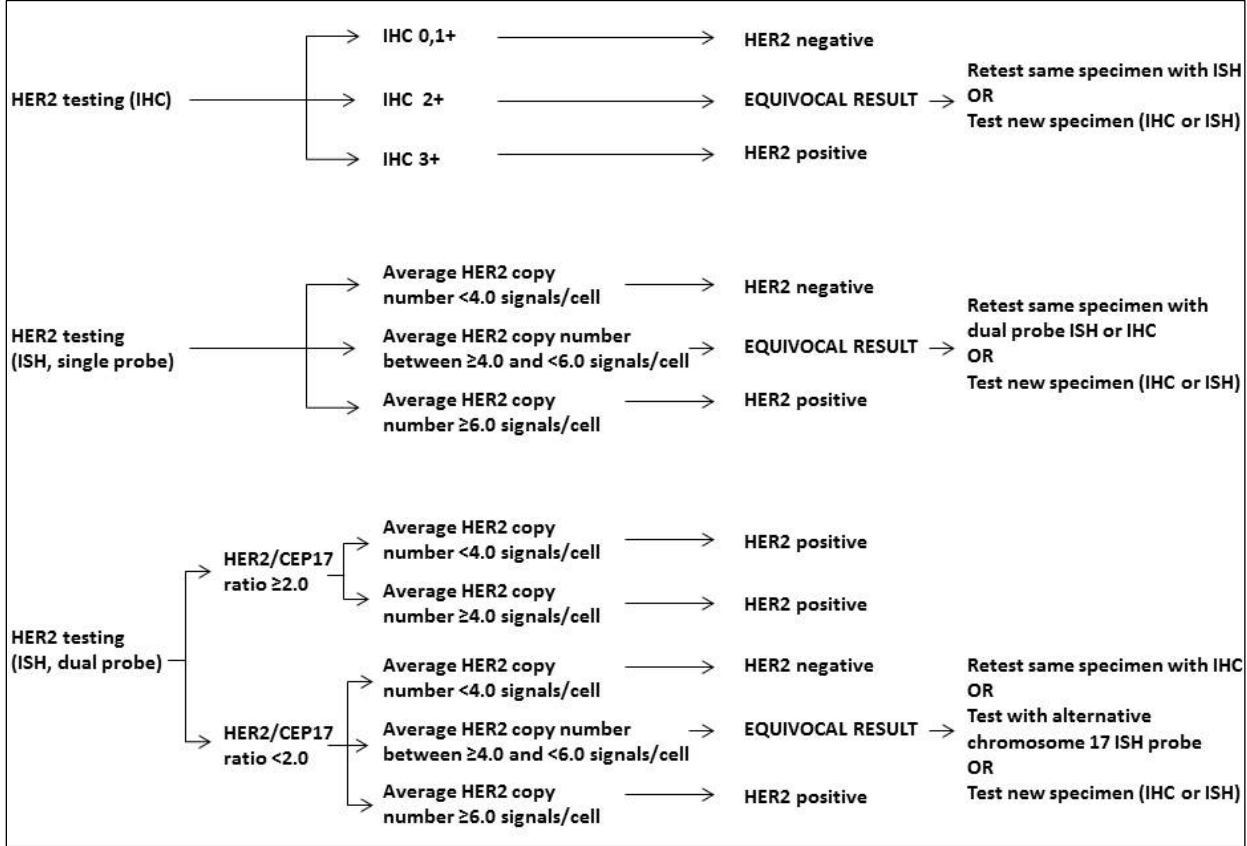 HER2 testing (IHC)
IHC 0,1+
HER2 negative
IHC  2+
EQUIVOCAL RESULT
Retest same specimen with ISH
OR
Test new specimen (IHC or ISH)
IHC 3+
HER2 positive
HER2 testing
(ISH, single probe)
Average HER2 copy
number <4.0 signals/cell
HER2 negative
Average HER2 copy number
between ≥4.0 and <6.0 signals/cell
EQUIVOCAL RESULT
Retest same specimen with
dual probe ISH or IHC
OR
Test new specimen (IHC or ISH)
Average HER2 copy
number ≥6.0 signals/cell
HER2 positive
HER2 testing
(ISH, dual probe)
HER2/CEP17
ratio ≥2.0
Average HER2 copy
number <4.0 signals/cell
HER2 positive
Average HER2 copy
number ≥4.0 signals/cell
HER2 positive
HER2/CEP17
ratio <2.0
Average HER2 copy
number <4.0 signals/cell
HER2 negative
Average HER2 copy number
between ≥4.0 and <6.0 signals/cell
EQUIVOCAL RESULT
Retest same specimen with IHC
OR
Test with alternative
chromosome 17 ISH probe
OR
Test new specimen (IHC or ISH)
Average HER2 copy
number ≥6.0 signals/cell
HER2 positive